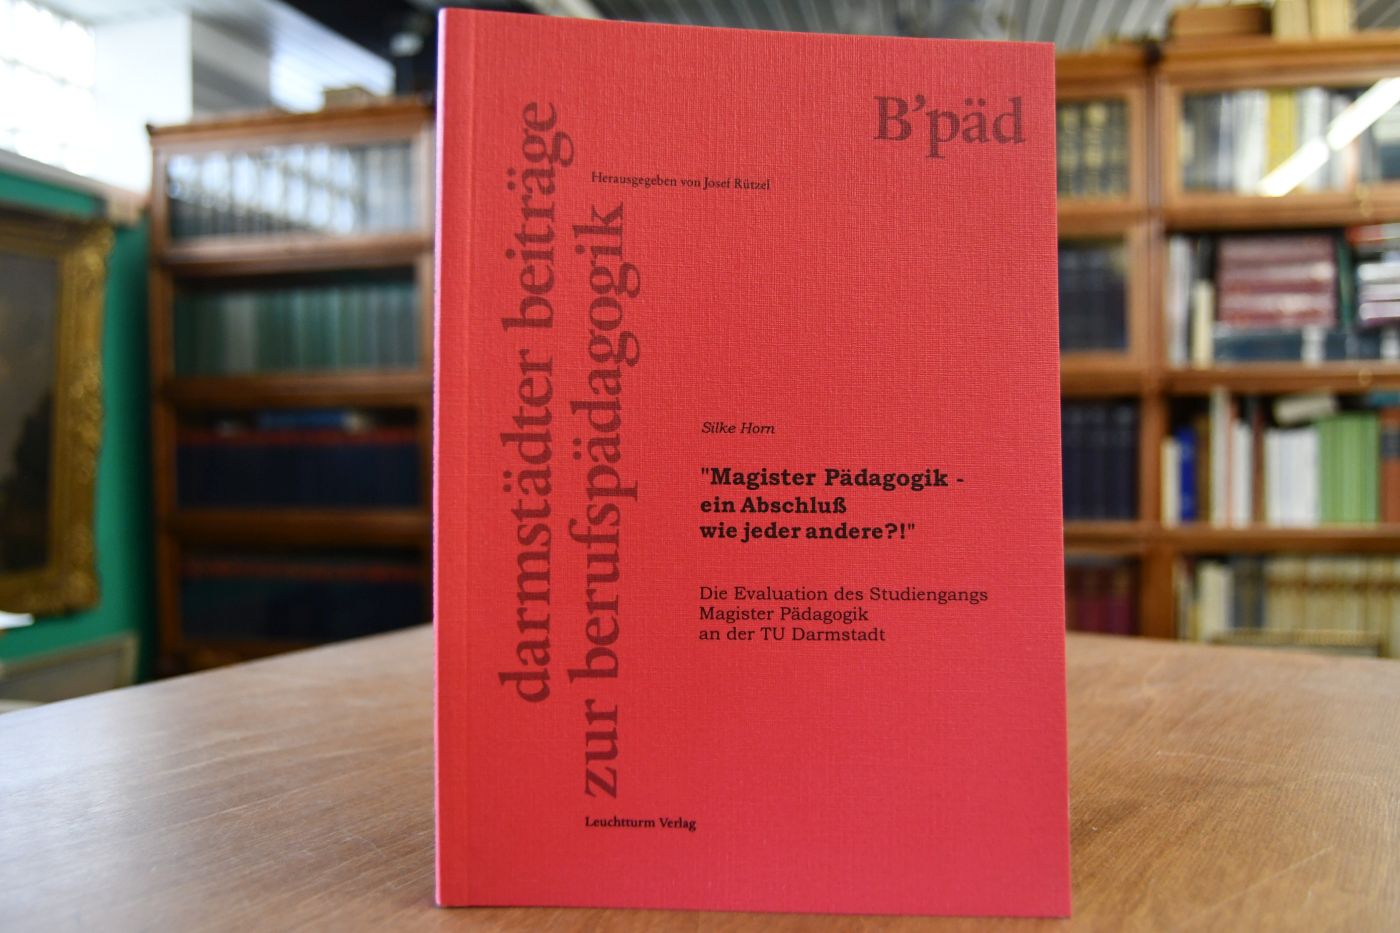 B'päd
Herausgegeben von Josef Rützel
darmstädter beiträge
zur berufspädagogik
Silke Horn
"Magister Pädagogik -
ein Abschluß
wie jeder andere?!"
Die Evaluation des Studiengangs
Magister Pädagogik
an der TU Darmstadt
Leuchtturm Verlag